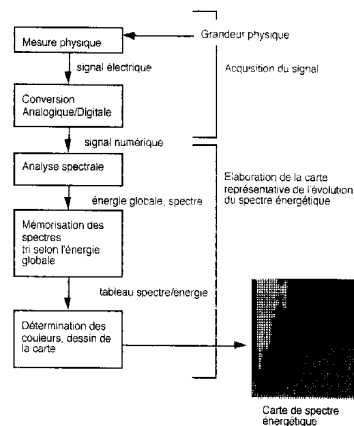 Mesure physique
Grandeur physique
signal électrique
Acquisition du signal
Conversion
Analogique/Digitale
signal numérique
Analyse spectrale
Elaboration de la carte
représentative de l'évolution
du spectre énergétique
énergie globale, spectre
Mémorisation des
spectres
tri selon l'énergie
globale
tableau spectre/énergie
Détermination des
couleurs, dessin de
la carte
Carte de spectre
énergétique